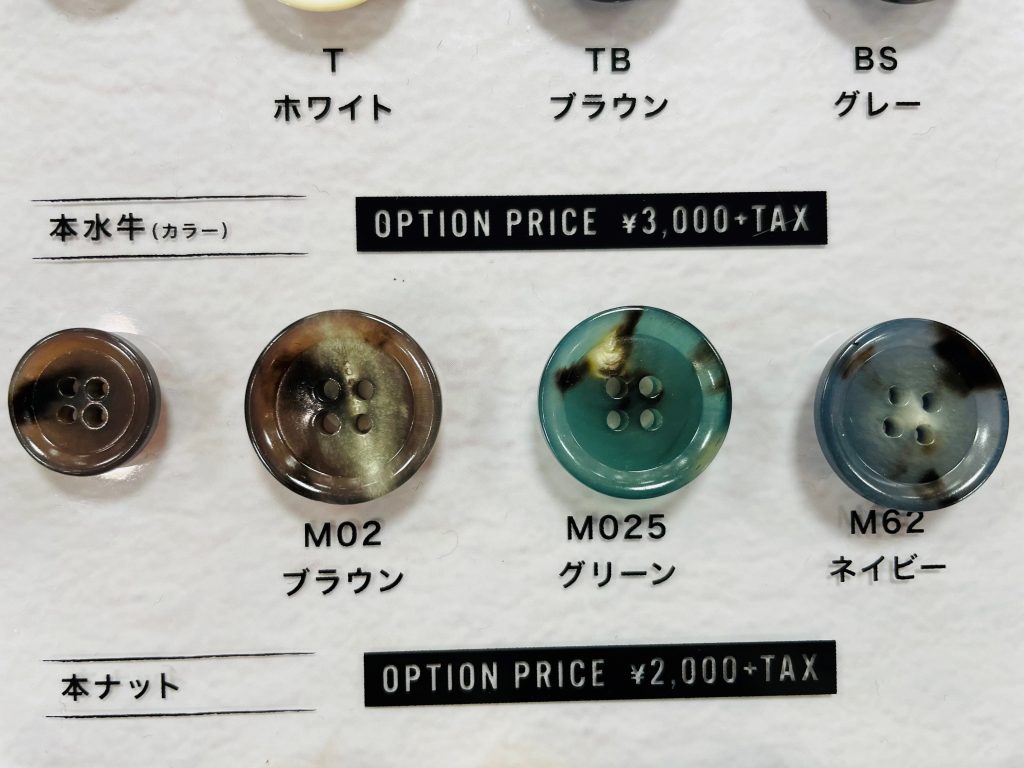 T
ホワイト
TB
ブラウン
BS
グレー
本水牛(カラー)
OPTION PRICE ¥3,000+TAX
M02
ブラウン
M025
グリーン
M62
ネイビー
本ナット
OPTION PRICE ¥2,000+TAX